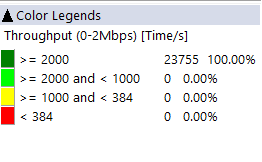 Color Legends
Throughput (0-2Mbps) [Time/s]
>= 2000 23755 100.00%
>= 2000 and < 1000 0 0.00%
>= 1000 and < 384 0 0.00%
< 384 0 0.00%